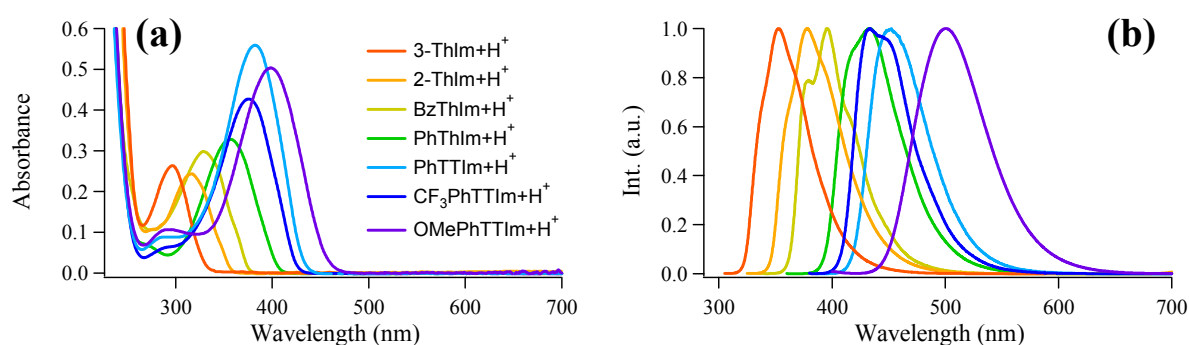 (a)
0.6
0.5
0.4
0.3
0.2
0.1
0.0
Absorbance
300
400
500
600
700
Wavelength (nm)
3-ThIm+H⁺
2-ThIm+H⁺
BzThIm+H⁺
PhThIm+H⁺
PhTTIm+H⁺
CF₃PhTTIm+H⁺
OMePhTTIm+H⁺
(b)
1.0
0.8
0.6
0.4
0.2
0.0
Int. (a.u.)
300
400
500
600
700
Wavelength (nm)